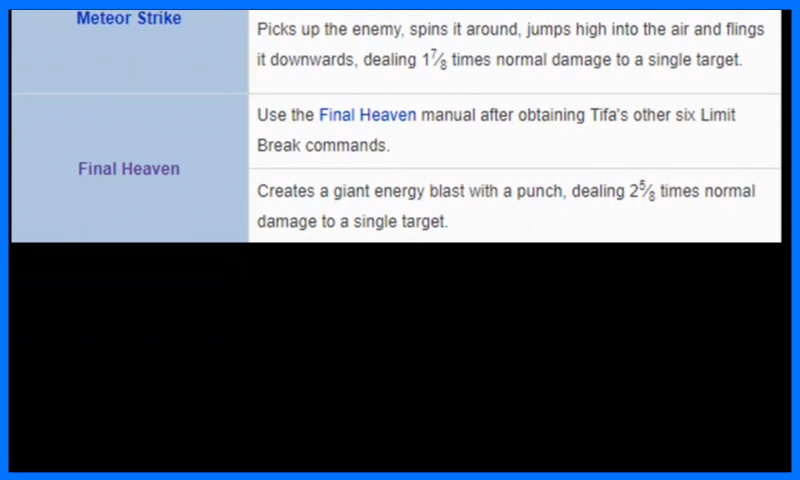 Meteor Strike
Picks up the enemy, spins it around, jumps high into the air and flings
it downwards, dealing 1⅞ times normal damage to a single target.
Final Heaven
Use the Final Heaven manual after obtaining Tifa's other six Limit
Break commands.
Creates a giant energy blast with a punch, dealing 2⅝ times normal
damage to a single target.